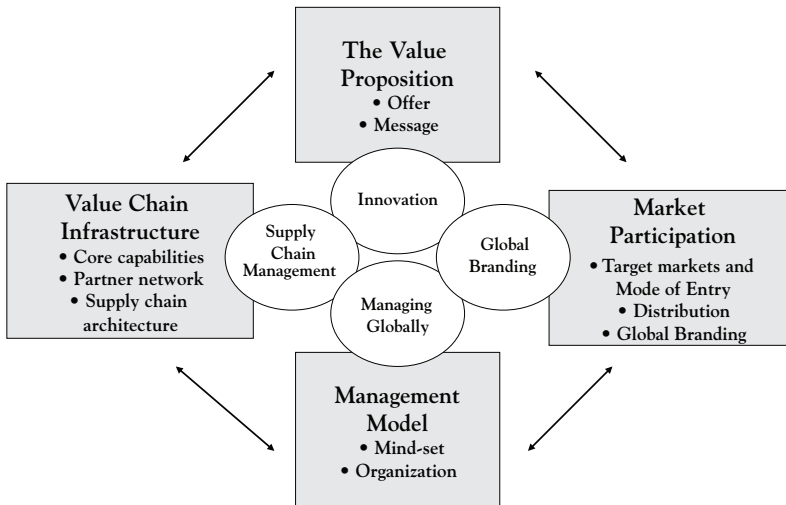 The Value
Proposition
• Offer
• Message
Innovation
Value Chain
Infrastructure
• Core capabilities
• Partner network
• Supply chain
architecture
Supply
Chain
Management
Global
Branding
Market
Participation
• Target markets and
Mode of Entry
• Distribution
• Global Branding
Managing
Globally
Management
Model
• Mind-set
• Organization